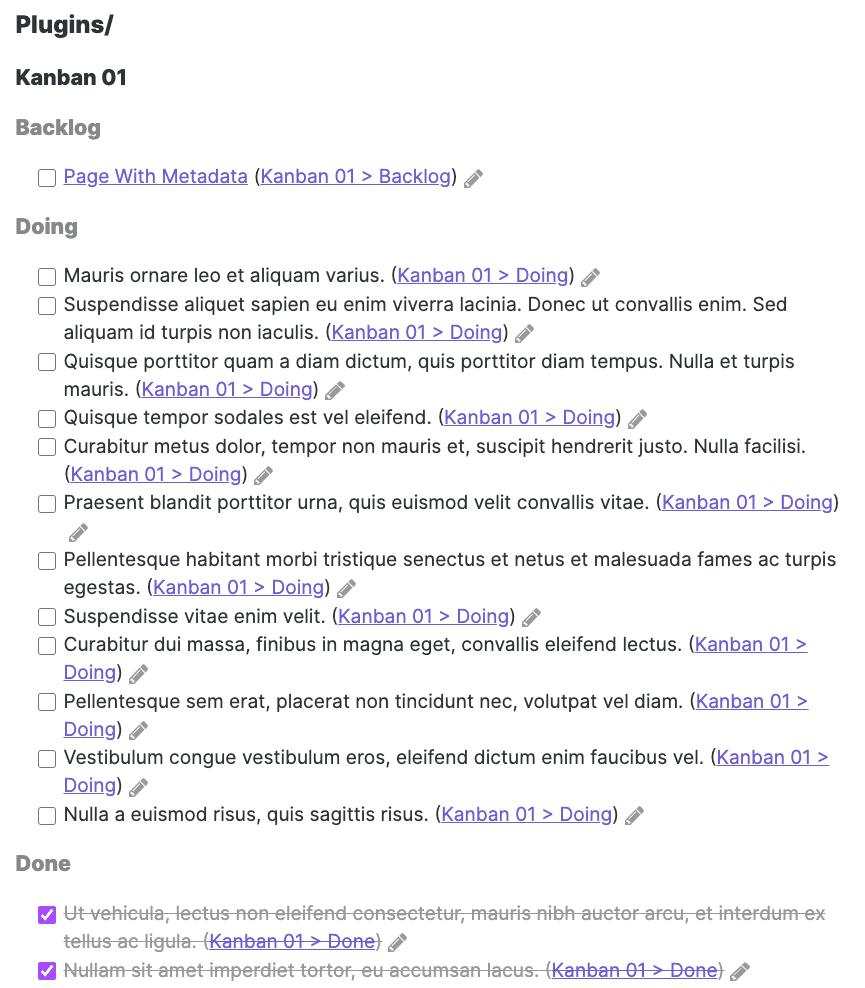 Plugins/
Kanban 01
Backlog
Page With Metadata (Kanban 01 > Backlog)
Doing
Mauris ornare leo et aliquam varius. (Kanban 01 > Doing)
Suspendisse aliquet sapien eu enim viverra lacinia. Donec ut convallis enim. Sed
aliquam id turpis non iaculis. (Kanban 01 > Doing)
Quisque porttitor quam a diam dictum, quis porttitor diam tempus. Nulla et turpis
mauris. (Kanban 01 > Doing)
Quisque tempor sodales est vel eleifend. (Kanban 01 > Doing)
Curabitur metus dolor, tempor non mauris et, suscipit hendrerit justo. Nulla facilisi.
(Kanban 01 > Doing)
Praesent blandit porttitor urna, quis euismod velit convallis vitae. (Kanban 01 > Doing)
Pellentesque habitant morbi tristique senectus et netus et malesuada fames ac turpis
egestas. (Kanban 01 > Doing)
Suspendisse vitae enim velit. (Kanban 01 > Doing)
Curabitur dui massa, finibus in magna eget, convallis eleifend lectus. (Kanban 01 >
Doing)
Pellentesque sem erat, placerat non tincidunt nec, volutpat vel diam. (Kanban 01 >
Doing)
Vestibulum congue vestibulum eros, eleifend dictum enim faucibus vel. (Kanban 01 >
Doing)
Nulla a euismod risus, quis sagittis risus. (Kanban 01 > Doing)
Done
Ut vehicula, lectus non eleifend consectetur, mauris nibh auctor arcu, et interdum ex
tellus ac ligula. (Kanban 01 > Done)
Nullam sit amet imperdiet tortor, eu accumsan lacus. (Kanban 01 > Done)